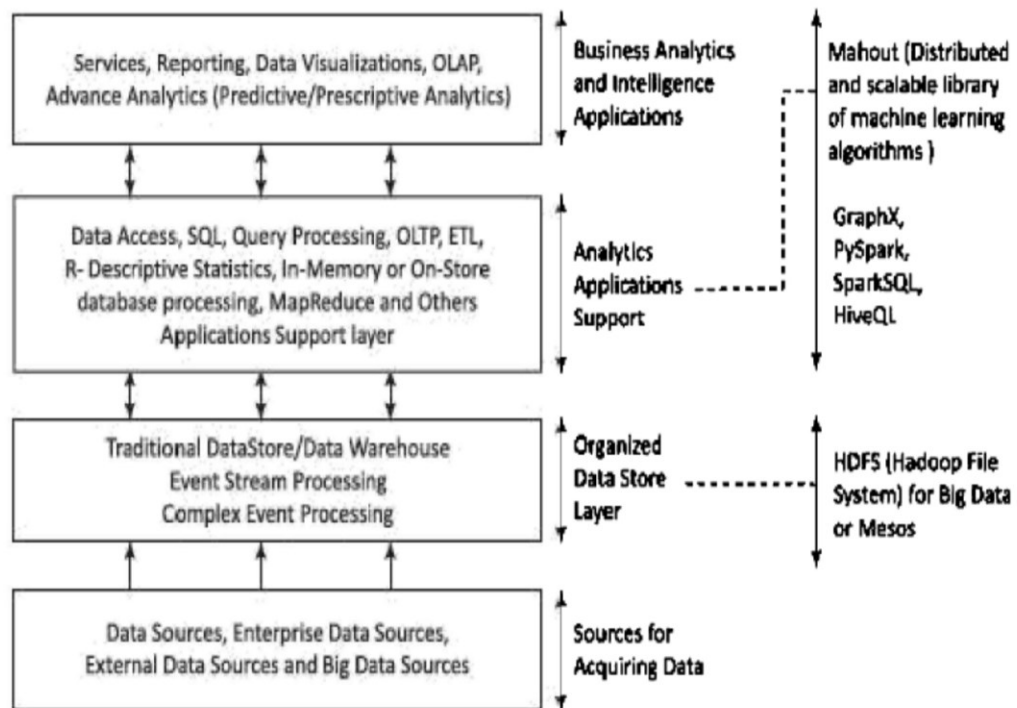 Services, Reporting, Data Visualizations, OLAP,
Advance Analytics (Predictive/Prescriptive Analytics)
Business Analytics
and Intelligence
Applications
Mahout (Distributed
and scalable library
of machine learning
algorithms )
GraphX,
PySpark,
SparkSQL,
HiveQL
Data Access, SQL, Query Processing, OLTP, ETL,
R- Descriptive Statistics, In-Memory or On-Store
database processing, MapReduce and Others
Applications Support layer
Analytics
Applications
Support
Traditional DataStore/Data Warehouse
Event Stream Processing
Complex Event Processing
Organized
Data Store
Layer
HDFS (Hadoop File
System) for Big Data
or Mesos
Data Sources, Enterprise Data Sources,
External Data Sources and Big Data Sources
Sources for
Acquiring Data